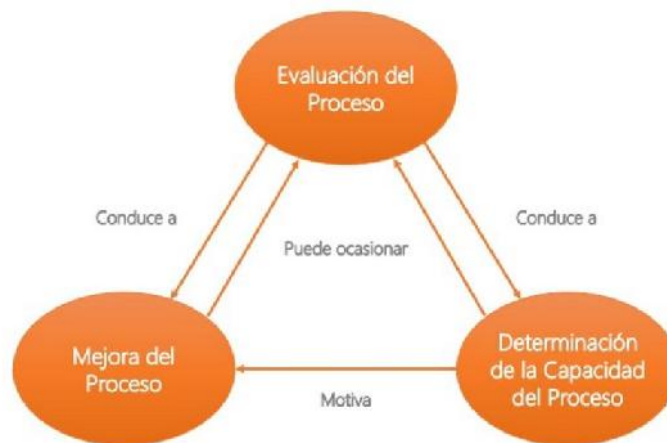 Evaluación del
Proceso
Conduce a
Conduce a
Puede ocasionar
Mejora del
Proceso
Determinación
de la Capacidad
del Proceso
Motiva